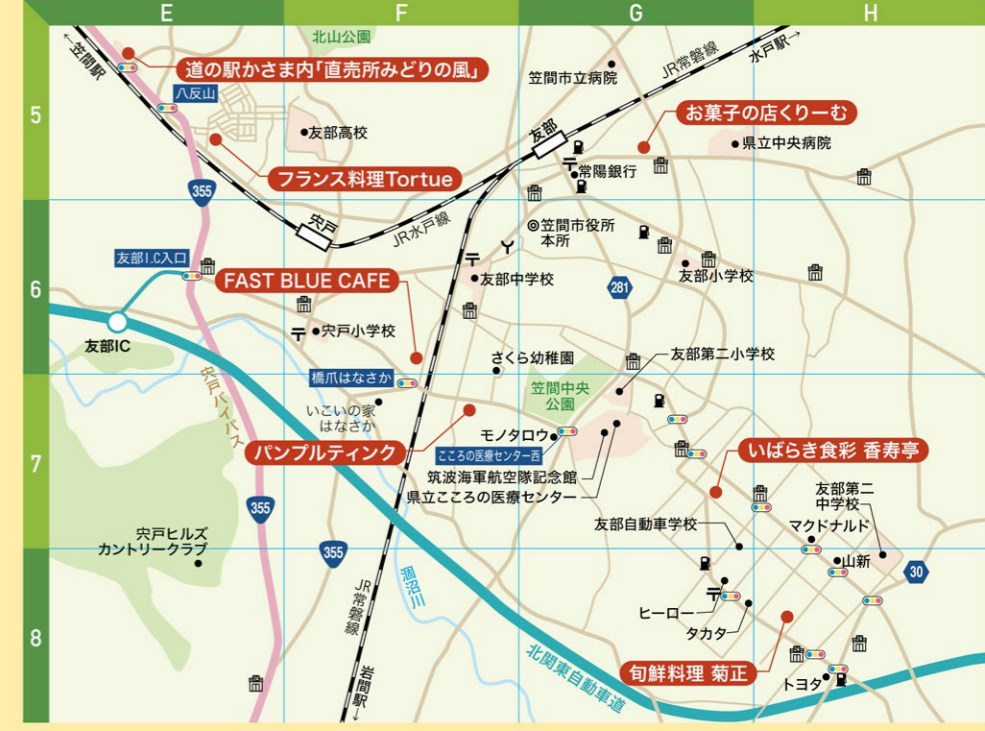 E
F
G
H
5
6
7
8
北山公園
←笠間駅
道の駅かさま内「直売所みどりの風」
八反山
友部高校
フランス料理Tortue
355
宍戸
JR水戸線
笠間市立病院
JR常磐線
水戸駅→
友部
お菓子の店くりーむ
県立中央病院
常陽銀行
笠間市役所
本所
友部I.C入口
FAST BLUE CAFE
友部中学校
281
友部小学校
友部IC
宍戸小学校
さくら幼稚園
友部第二小学校
橋爪はなさか
笠間中央
公園
宍戸バイパス
いこいの家
はなさか
モノタロウ
パンプルティンク
こころの医療センター西
筑波海軍航空隊記念館
県立こころの医療センター
いばらき食彩 香寿亭
友部第二
中学校
マクドナルド
355
宍戸ヒルズ
カントリークラブ
355
友部自動車学校
山新
30
涸沼川
JR常磐線
ヒーロー
タカタ
岩間駅→
北関東自動車道
旬鮮料理 菊正
トヨタ